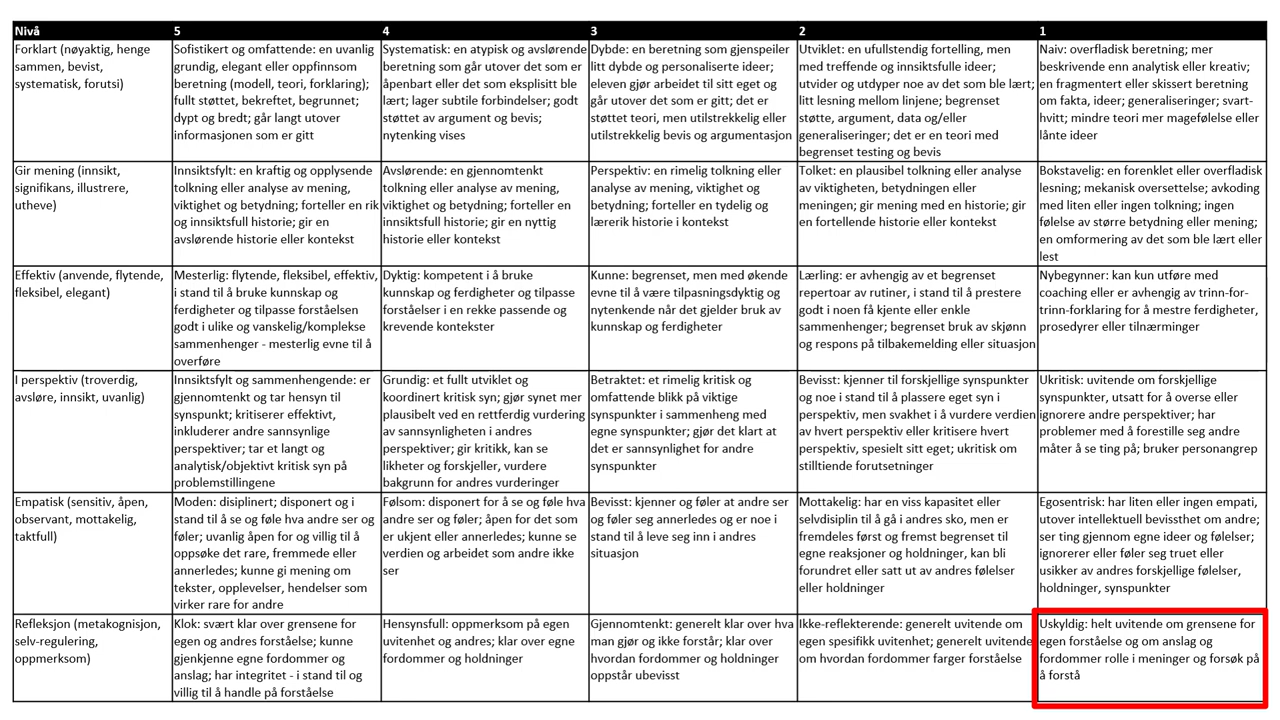 Nivå
5
4
3
2
1
Forklart (nøyaktig, henge
sammen, bevist,
systematisk, forutsi)
Sofistikert og omfattende: en uvanlig
grundig, elegant eller oppfinnsom
beretning (modell, teori, forklaring);
fullt støttet, bekreftet, begrunnet;
dypt og bredt; går langt utover
informasjonen som er gitt
Systematisk: en atypisk og avslørende
beretning som går utover det som er
åpenbart eller det som eksplisitt ble
lært; lager subtile forbindelser; godt
støttet av argument og bevis;
nytenking vises
Dybde: en beretning som gjenspeiler
litt dybde og personaliserte ideer;
eleven gjør arbeidet til sitt eget og
går utover det som er gitt; det er
støttet teori, men utilstrekkelig eller
utilstrekkelig bevis og argumentasjon
Utviklet: en ufullstendig fortelling, men
med treffende og innsiktsfulle ideer;
utvider og utdyper noe av det som ble lært;
litt lesning mellom linjene; begrenset
støtte, argument, data og/eller
generaliseringer; det er en teori med
begrenset testing og bevis
Naiv: overfladisk beretning; mer
beskrivende enn analytisk eller kreativ;
en fragmentert eller skissert beretning
om fakta, ideer; generaliseringer; svart-
hvitt; mindre teori mer magefølelse eller
lånte ideer
Gir mening (innsikt,
signifikans, illustrere,
utheve)
Innsiktsfylt: en kraftig og opplysende
tolkning eller analyse av mening,
viktighet og betydning; forteller en rik
og innsiktsfull historie; gir en
avslørende historie eller kontekst
Avslørende: en gjennomtenkt
tolkning eller analyse av mening,
viktighet og betydning; forteller en
innsiktsfull historie; gir en nyttig
historie eller kontekst
Perspektiv: en rimelig tolkning eller
analyse av mening, viktighet og
betydning; forteller en tydelig og
lærerik historie i kontekst
Tolket: en plausibel tolkning eller analyse
av viktigheten, betydningen eller
meningen; gir mening med en historie; gir
en fortellende historie eller kontekst
Bokstavelig: en forenklet eller overfladisk
lesning; mekanisk oversettelse; avkoding
med liten eller ingen tolkning; ingen
følelse av større betydning eller mening;
en omformering av det som ble lært eller
lest
Effektiv (anvende, flytende,
fleksibel, elegant)
Mesterlig: flytende, fleksibel, effektiv,
i stand til å bruke kunnskap og
ferdigheter og tilpasse forståelsen
godt i ulike og vanskelig/komplekse
sammenhenger - mesterlig evne til å
overføre
Dyktig: kompetent i å bruke
kunnskap og ferdigheter og tilpasse
forståelser i en rekke passende og
krevende kontekster
Kunne: begrenset, men med økende
evne til å være tilpasningsdyktig og
nytenkende når det gjelder bruk av
kunnskap og ferdigheter
Lærling: er avhengig av et begrenset
repertoar av rutiner, i stand til å prestere
godt i noen få kjente eller enkle
sammenhenger; begrenset bruk av skjønn
og respons på tilbakemelding eller situasjon
Nybegynner: kan kun utføre med
coaching eller er avhengig av trinn-for-
trinn-forklaring for å mestre ferdigheter,
prosedyrer eller tilnærminger
I perspektiv (troverdig,
avsløre, innsikt, uvanlig)
Innsiktsfylt og sammenhengende: er
gjennomtenkt og tar hensyn til
synspunkt; kritiserer effektivt,
inkluderer andre sannsynlige
perspektiver; tar et langt og
analytisk/objektivt kritisk syn på
problemstillingene
Grundig: et fullt utviklet og
koordinert kritisk syn; gjør synet mer
plausibelt ved en rettferdig vurdering
av sannsynligheten i andres
perspektiver; gir kritikk, kan se
likheter og forskjeller, vurdere
bakgrunn for andres vurderinger
Betraktet: et rimelig kritisk og
omfattende blikk på viktige
synspunkter i sammenheng med
egne synspunkter; gjør det klart at
det er sannsynlighet for andre
synspunkter
Bevisst: kjenner til forskjellige synspunkter
og noe i stand til å plassere eget syn i
perspektiv, men svakhet i å vurdere verdien
av hvert perspektiv eller kritisere hvert
perspektiv, spesielt sitt eget; ukritisk om
stilltiende forutsetninger
Ukritisk: uvitende om forskjellige
synspunkter, utsatt for å overse eller
ignorere andre perspektiver; har
problemer med å forestille seg andre
måter å se ting på; bruker personangrep
Empatisk (sensitiv, åpen,
observant, mottakelig,
taktfull)
Moden: disiplinert; disponert og i
stand til å se og føle hva andre ser og
føler; uvanlig åpen for og villig til å
oppsøke det rare, fremmede eller
annerledes; kunne gi mening om
tekster, opplevelser, hendelser som
virker rare for andre
Følsom: disponert for å se og føle hva
andre ser og føler; åpen for det som
er ukjent eller annerledes; kunne se
verdien og arbeidet som andre ikke
ser
Bevisst: kjenner og føler at andre ser
og føler seg annerledes og er noe i
stand til å leve seg inn i andres
situasjon
Mottakelig: har en viss kapasitet eller
selvdisiplin til å gå i andres sko, men er
fremdeles først og fremst begrenset til
egne reaksjoner og holdninger, kan bli
forundret eller satt ut av andres følelser
eller holdninger
Egosentrisk: har liten eller ingen empati,
utover intellektuell bevissthet om andre;
ser ting gjennom egne ideer og følelser;
ignorerer eller føler seg truet eller
usikker av andres forskjellige følelser,
holdninger, synspunkter
Refleksjon (metakognisjon,
selv-regulering,
oppmerksom)
Klok: svært klar over grensene for
egen og andres forståelse; kunne
gjenkjenne egne fordommer og
anslag; har integritet - i stand til og
villig til å handle på forståelse
Hensynsfull: oppmerksom på egen
uvitenhet og andres; klar over egne
fordommer og holdninger
Gjennomtenkt: generelt klar over hva
man gjør og ikke forstår; klar over
hvordan fordommer og holdninger
oppstår ubevisst
Ikke-reflekterende: generelt uvitende om
egen spesifikk uvitenhet; generelt uvitende
om hvordan fordommer farger forståelse
Uskyldig: helt uvitende om grensene for
egen forståelse og om anslag og
fordommer rolle i meninger og forsøk på
å forstå